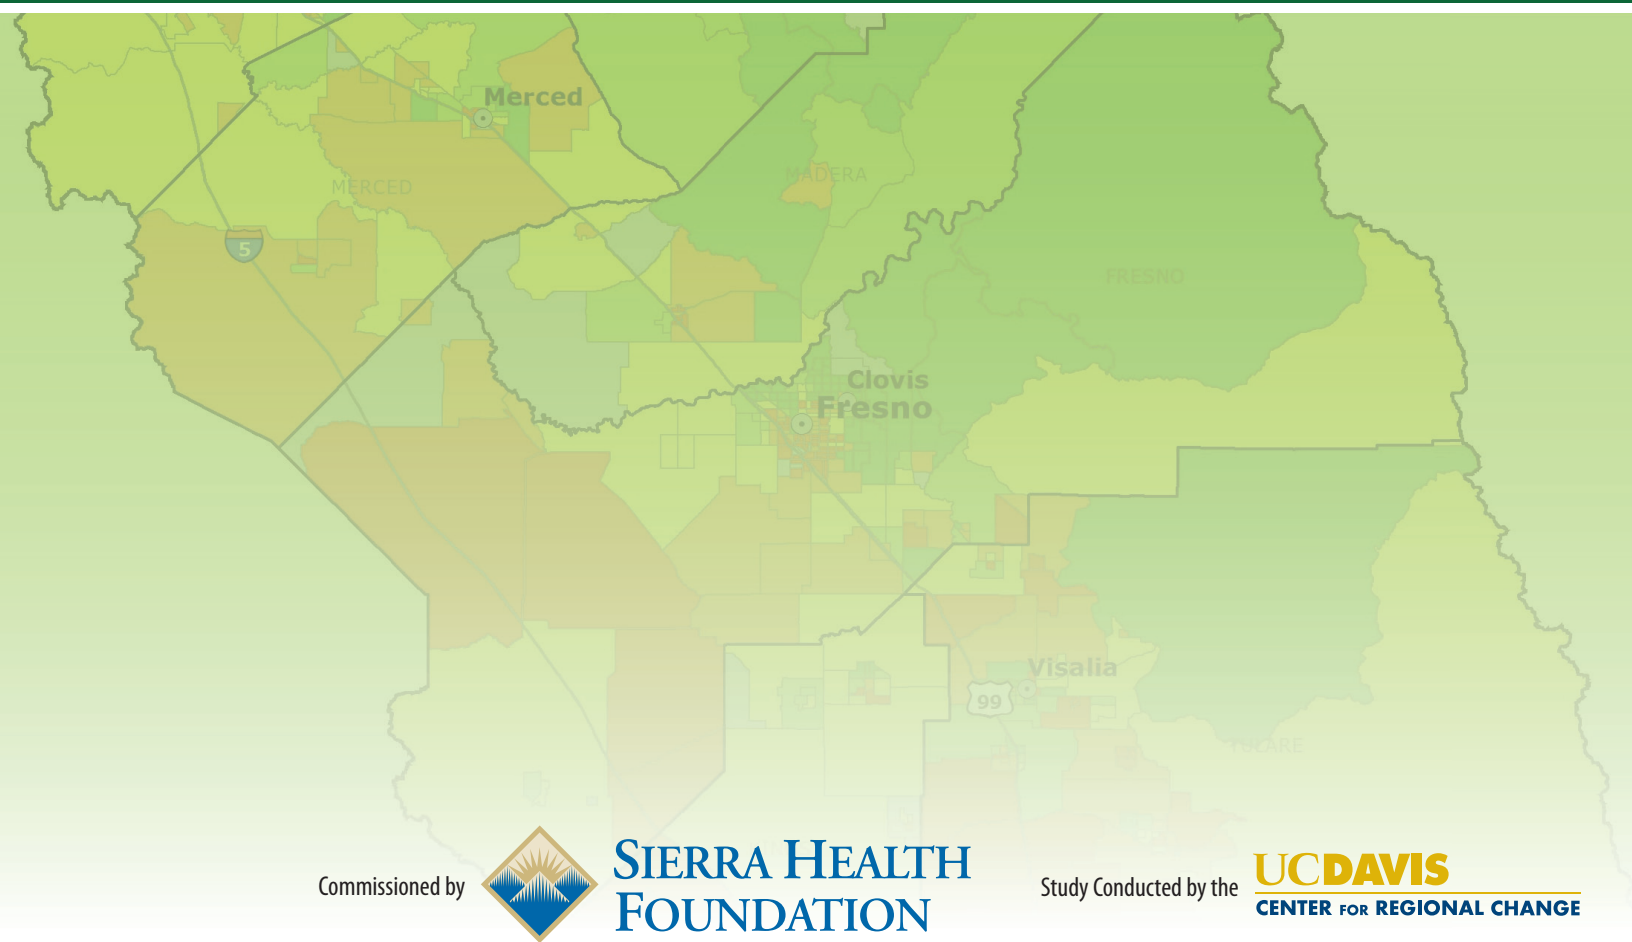 Merced
MERCED
MADERA
5
FRESNO
Clovis
Fresno
Visalia
99
TULARE
Commissioned by
SIERRA HEALTH
FOUNDATION
Study Conducted by the
UCDAVIS
CENTER FOR REGIONAL CHANGE